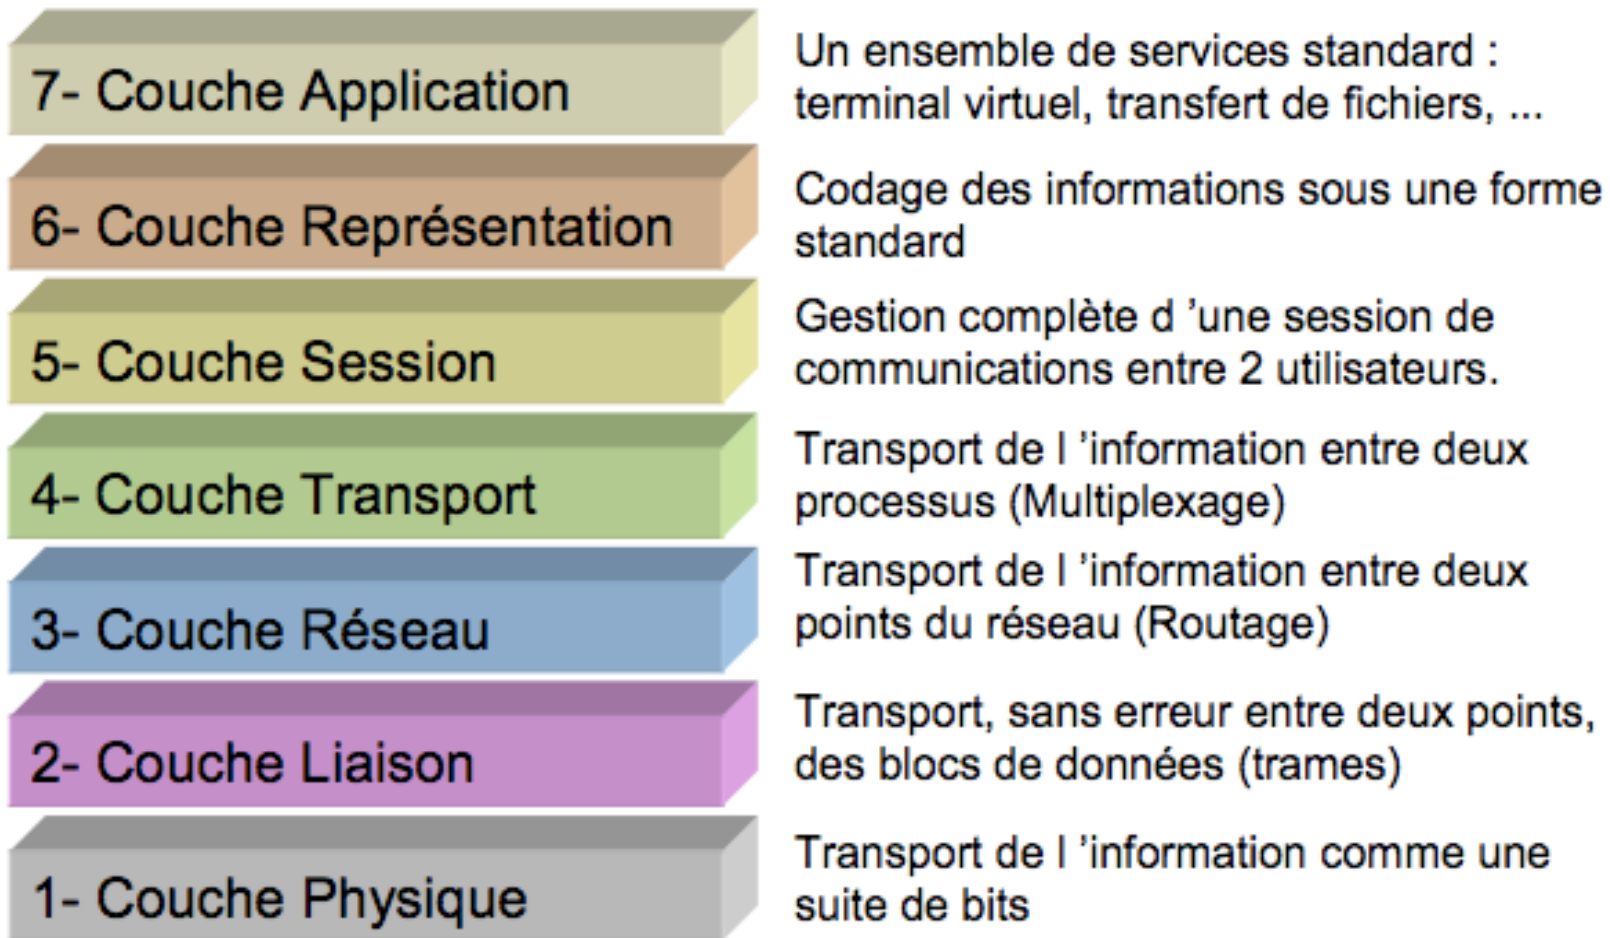 7- Couche Application
Un ensemble de services standard :
terminal virtuel, transfert de fichiers, ...
6- Couche Représentation
Codage des informations sous une forme
standard
5- Couche Session
Gestion complète d ’une session de
communications entre 2 utilisateurs.
4- Couche Transport
Transport de l ’information entre deux
processus (Multiplexage)
3- Couche Réseau
Transport de l ’information entre deux
points du réseau (Routage)
2- Couche Liaison
Transport, sans erreur entre deux points,
des blocs de données (trames)
1- Couche Physique
Transport de l ’information comme une
suite de bits